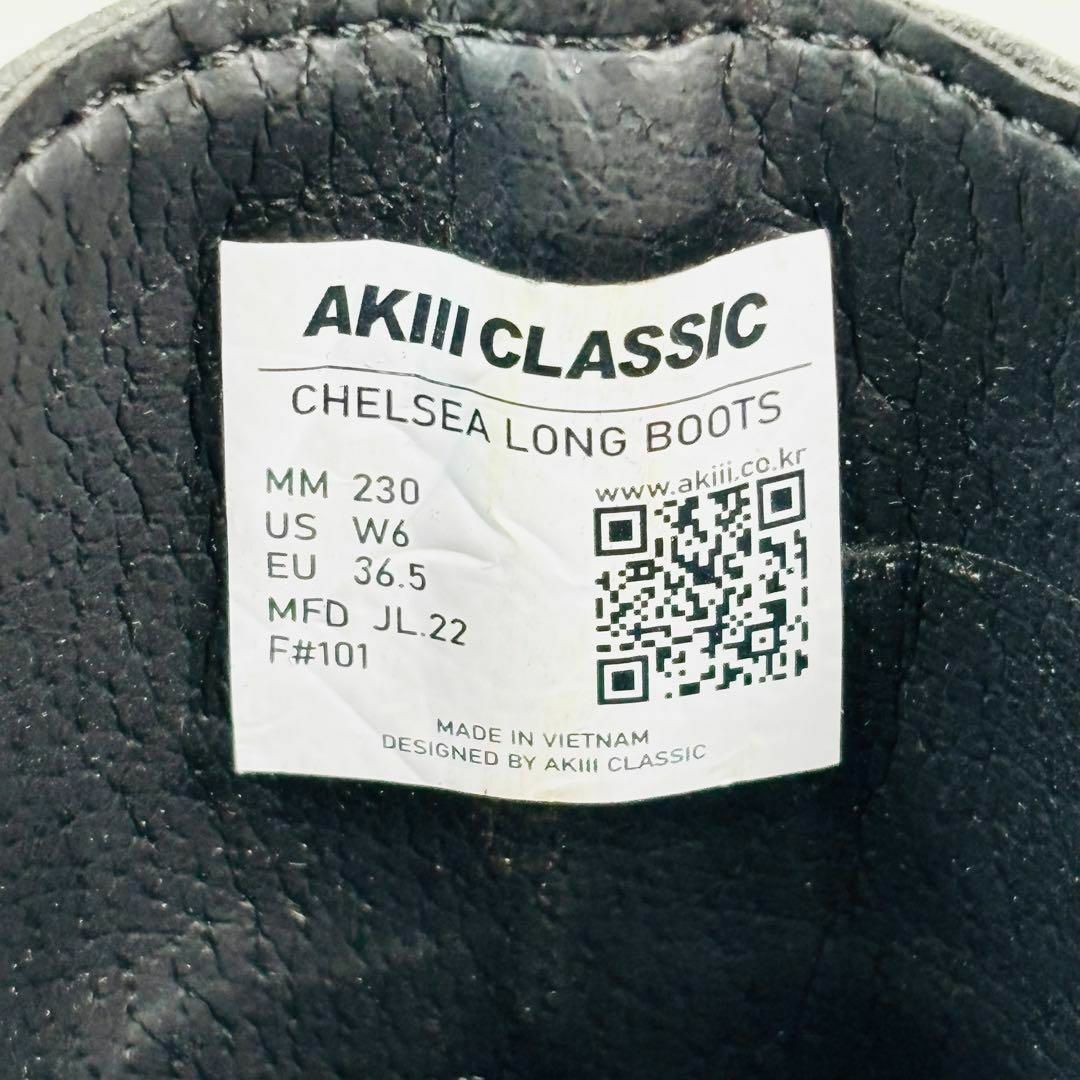 AKIII CLASSIC
CHELSEA LONG BOOTS
www.akiii.co.kr
MM 230
US W6
EU 36.5
MFD JL.22
F#101
MADE IN VIETNAM
DESIGNED BY AKIII CLASSIC